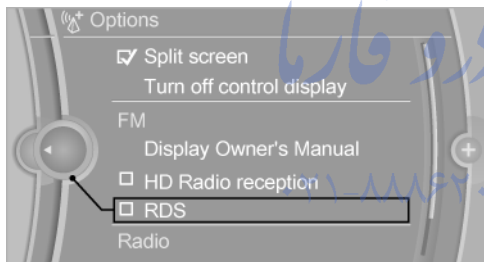 Options
Split screen
Turn off control display
FM
Display Owner's Manual
HD Radio reception
RDS
Radio